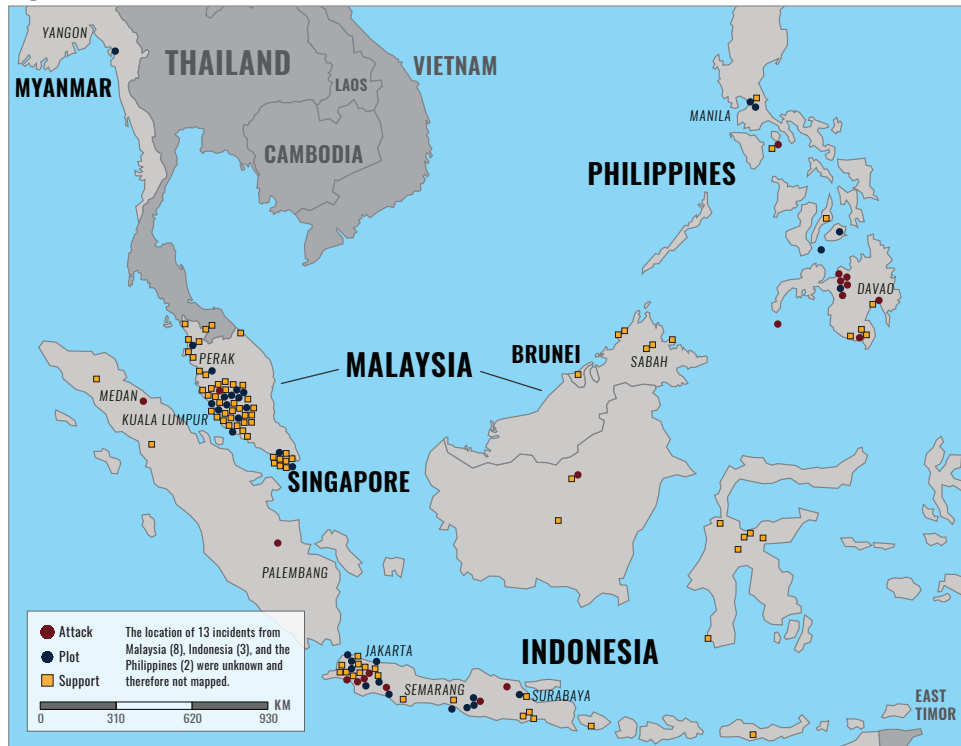 YANGON
MYANMAR
THAILAND
LAOS
VIETNAM
CAMBODIA
MANILA
PHILIPPINES
DAVAO
PERAK
MALAYSIA
BRUNEI
SABAH
MEDAN
KUALA LUMPUR
SINGAPORE
PALEMBANG
INDONESIA
JAKARTA
SEMARANG
SURABAYA
EAST
TIMOR
Attack
Plot
Support
The location of 13 incidents from
Malaysia (8), Indonesia (3), and the
Philippines (2) were unknown and
therefore not mapped.
KM
0 310 620 930